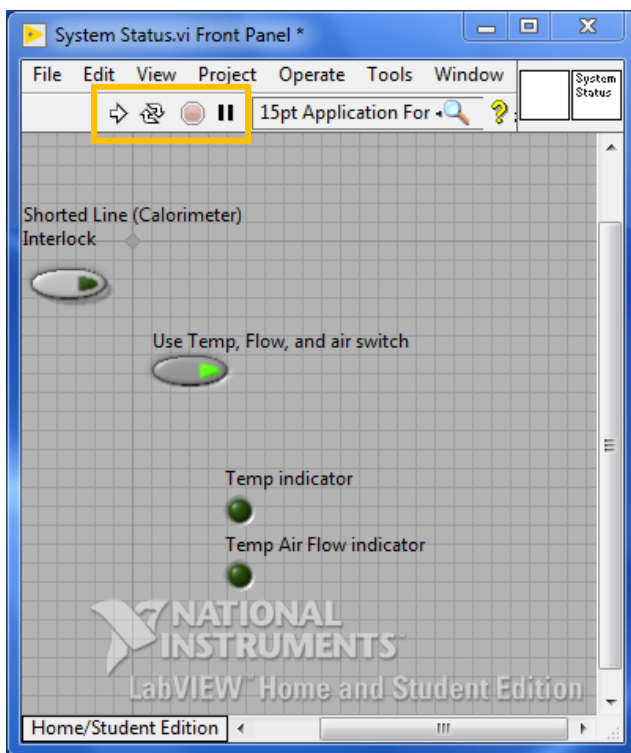 System Status.vi Front Panel *
File Edit View Project Operate Tools Window
System
Status
15pt Application For
?
Shorted Line (Calorimeter)
Interlock
Use Temp, Flow, and air switch
Temp indicator
Temp Air Flow indicator
NATIONAL
INSTRUMENTS
LabVIEW™ Home and Student Edition
Home/Student Edition